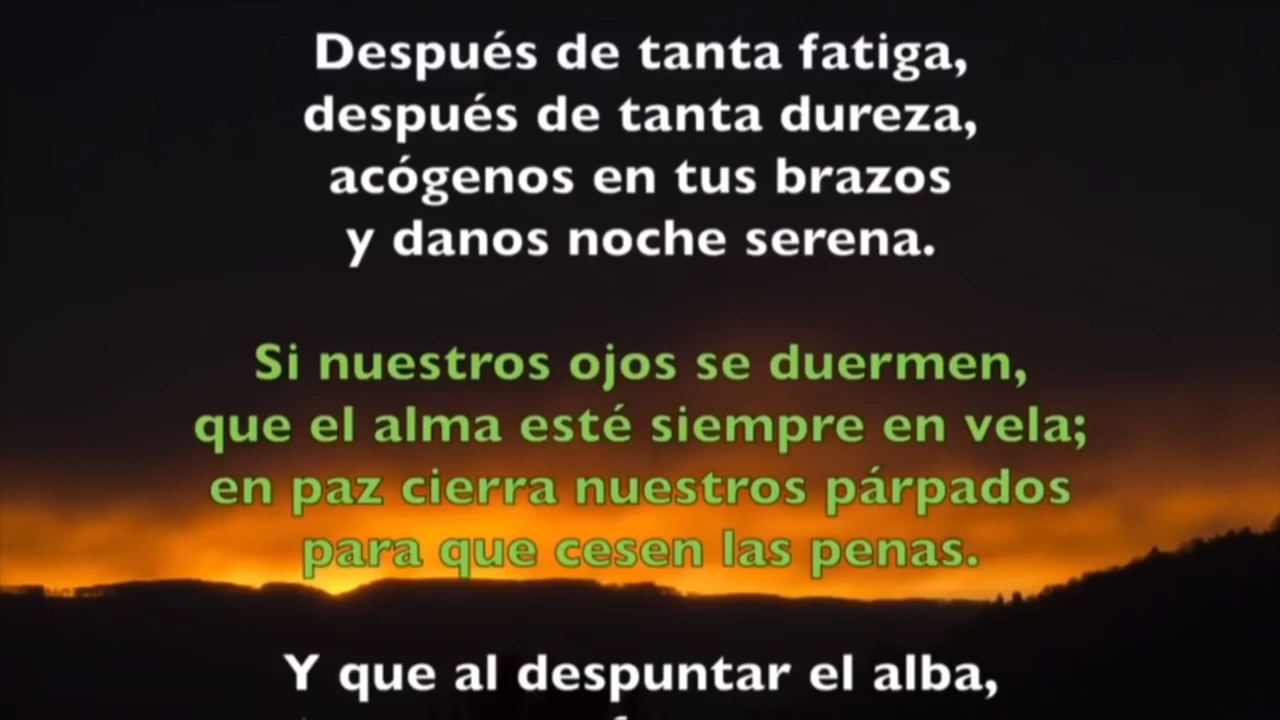 Después de tanta fatiga,
después de tanta dureza,
acógenos en tus brazos
y danos noche serena.
Si nuestros ojos se duermen,
que el alma esté siempre en vela;
en paz cierra nuestros párpados
para que cesen las penas.
Y que al despuntar el alba,